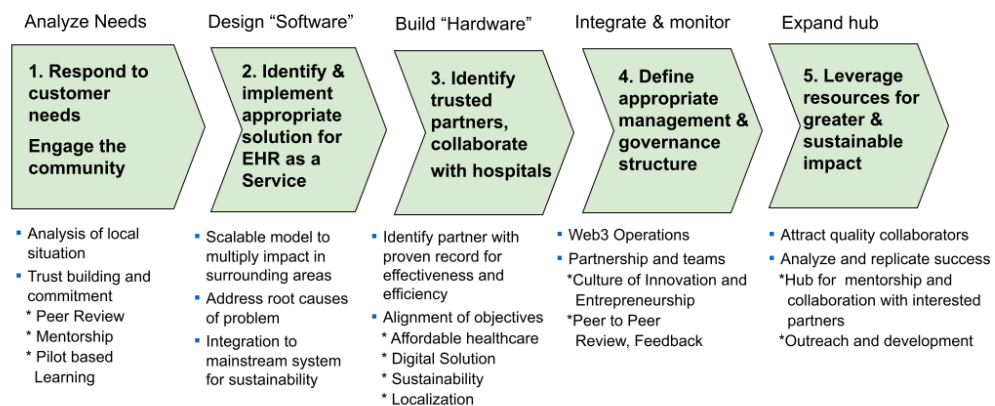 Analyze Needs
Design “Software”
Build “Hardware”
Integrate & monitor
Expand hub
1. Respond to
customer
needs
Engage the
community
2. Identify &
implement
appropriate
solution for
EHR as a
Service
3. Identify
trusted
partners,
collaborate
with hospitals
4. Define
appropriate
management &
governance
structure
5. Leverage
resources for
greater &
sustainable
impact
▪ Analysis of local
situation
▪ Trust building and
commitment
* Peer Review
* Mentorship
* Pilot based
Learning
▪ Scalable model to
multiply impact in
surrounding areas
▪ Address root causes
of problem
▪ Integration to
mainstream system
for sustainability
▪ Identify partner with
proven record for
effectiveness and
efficiency
▪ Alignment of objectives
* Affordable healthcare
* Digital Solution
* Sustainability
* Localization
▪ Web3 Operations
▪ Partnership and teams
*Culture of Innovation and
Entrepreneurship
*Peer to Peer
Review, Feedback
▪ Attract quality collaborators
▪ Analyze and replicate success
*Hub for mentorship and
collaboration with interested
partners
*Outreach and development